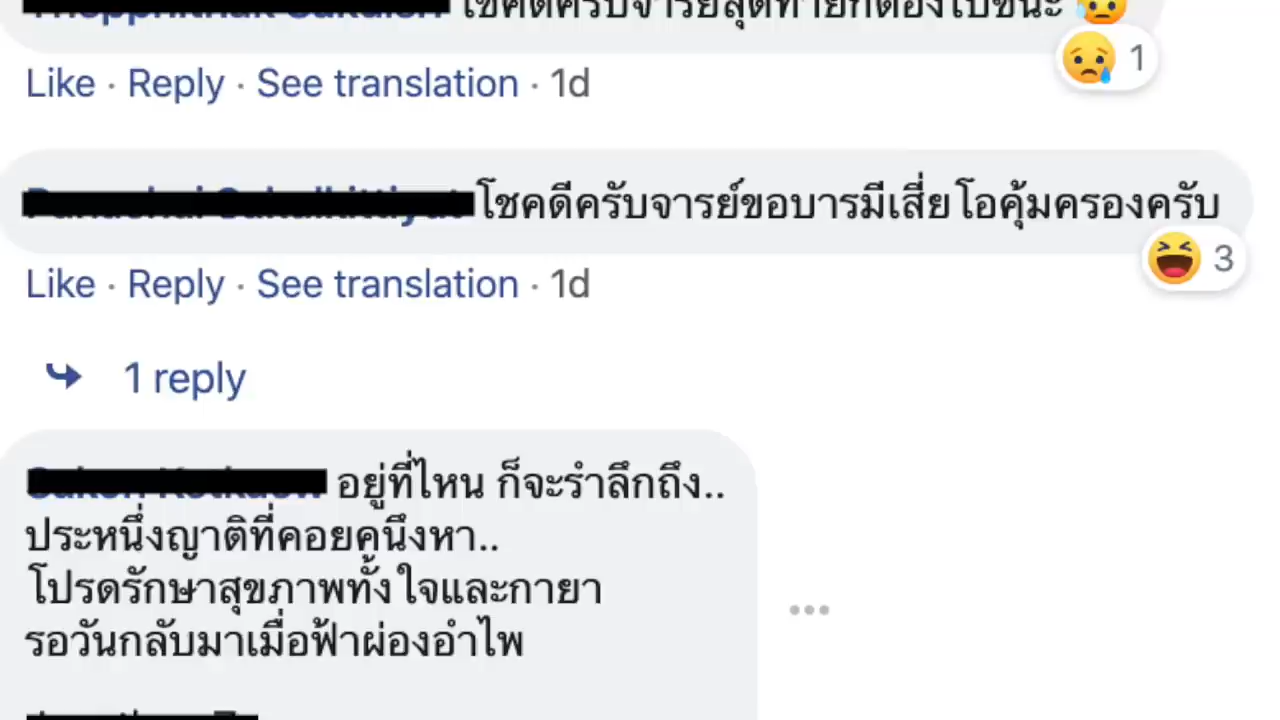 โชคดีครับจารย์สุดท้ายก็ต้องไปซินะ
1
Like · Reply · See translation · 1d
โชคดีครับจารย์ขอบารมีเสี่ยโอคุ้มครองครับ
3
Like · Reply · See translation · 1d
1 reply
อยู่ที่ไหน ก็จะรำลึกถึง..
ประหนึ่งญาติที่คอยคนึงหา..
โปรดรักษาสุขภาพทั้งใจและกายา
รอวันกลับมาเมื่อฟ้าผ่องอำไพ